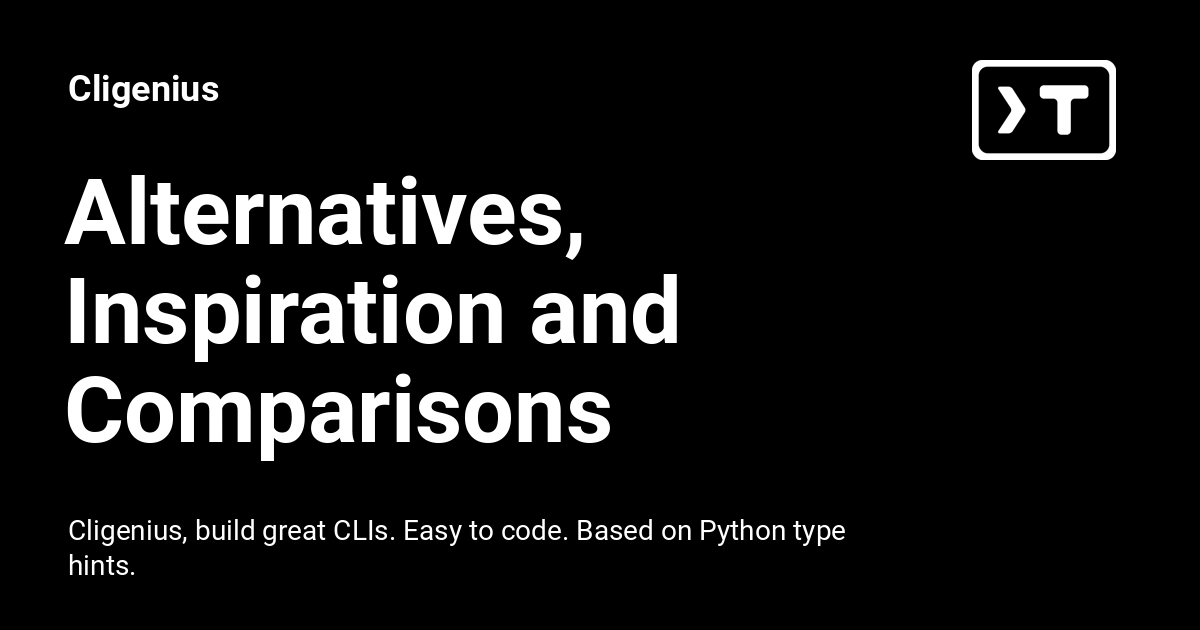 Cligenius
T
Alternatives,
Inspiration and
Comparisons
Cligenius, build great CLIs. Easy to code. Based on Python type
hints.